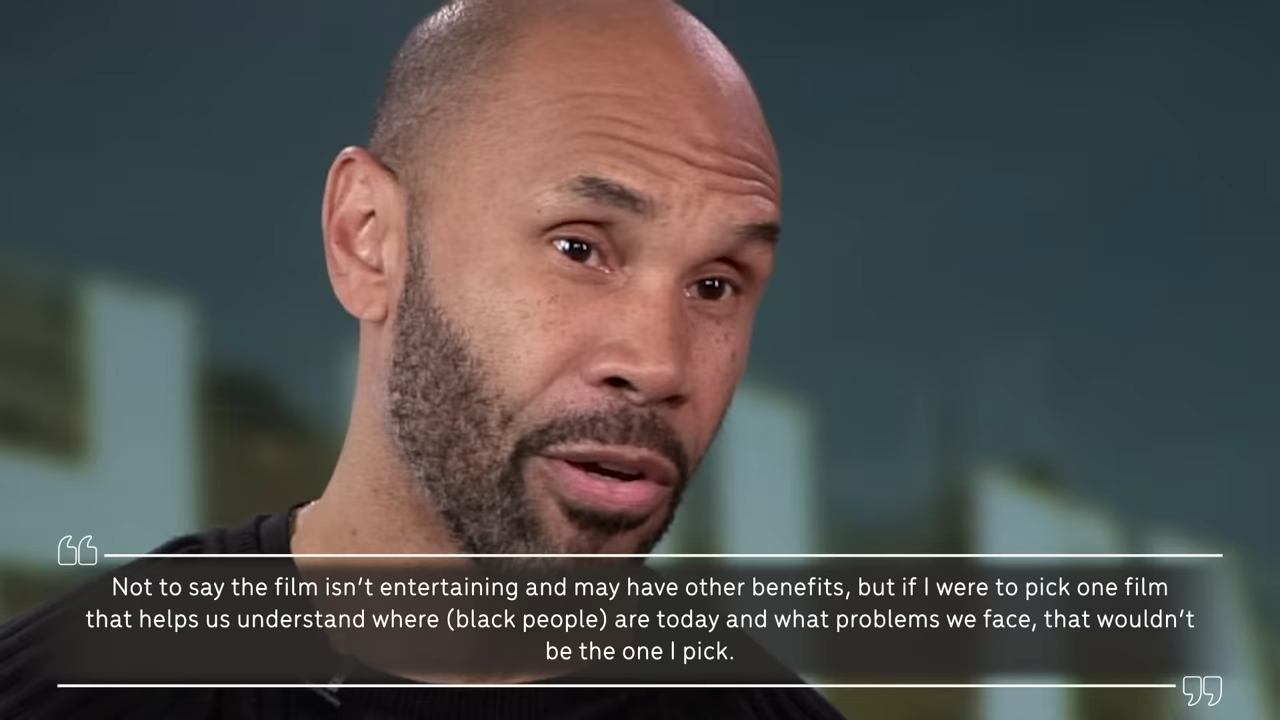 Not to say the film isn’t entertaining and may have other benefits, but if I were to pick one film
that helps us understand where (black people) are today and what problems we face, that wouldn’t
be the one I pick.